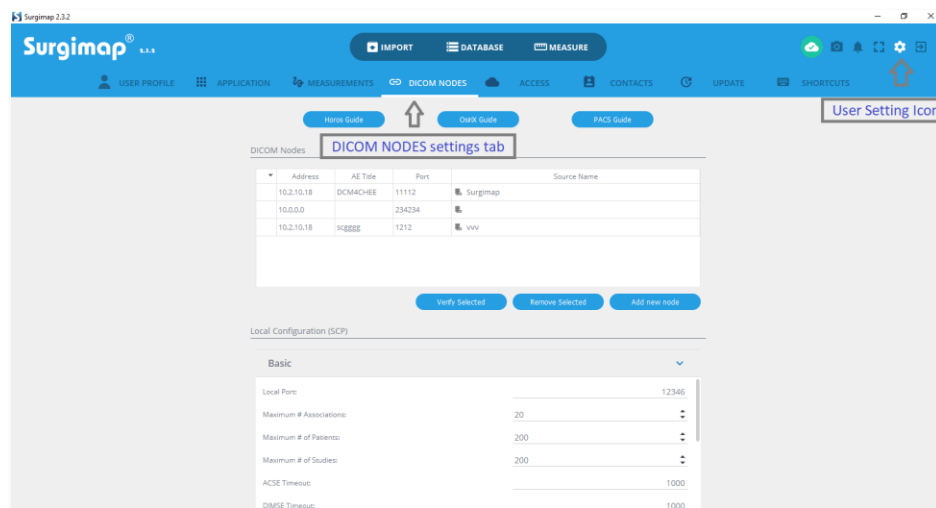 Surgimap 2.3.2
Surgimap® 2.3.2
IMPORT DATABASE MEASURE
USER PROFILE APPLICATION MEASUREMENTS DICOM NODES ACCESS CONTACTS UPDATE SHORTCUTS
User Setting Icon
Horos Guide OsiriX Guide PACS Guide
DICOM NODES settings tab
DICOM Nodes
Address AE Title Port Source Name
10.2.10.18 DCM4CHEE 11112 Surgimap
10.0.0.0 234234
10.2.10.18 scgggg 1212 vvv
Verify Selected Remove Selected Add new node
Local Configuration (SCP)
Basic
Local Port: 12346
Maximum # Associations: 20
Maximum # of Patients: 200
Maximum # of Studies: 200
ACSE Timeout: 1000
DIMSE Timeout: 1000